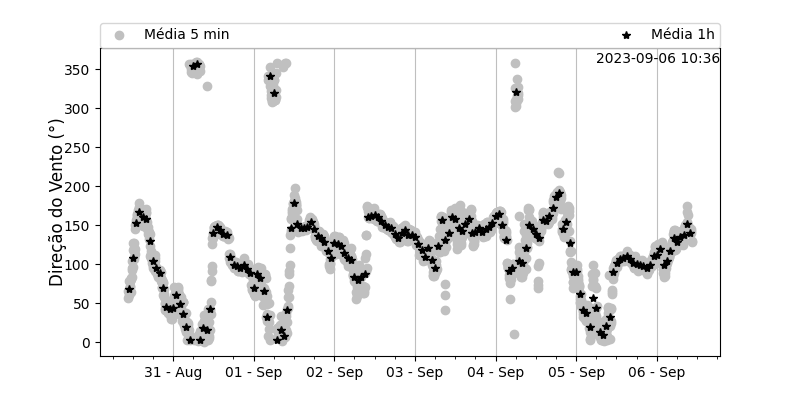 Média 5 min
Média 1h
2023-09-06 10:36
Direção do Vento (°)
350
300
250
200
150
100
50
0
31 - Aug
01 - Sep
02 - Sep
03 - Sep
04 - Sep
05 - Sep
06 - Sep